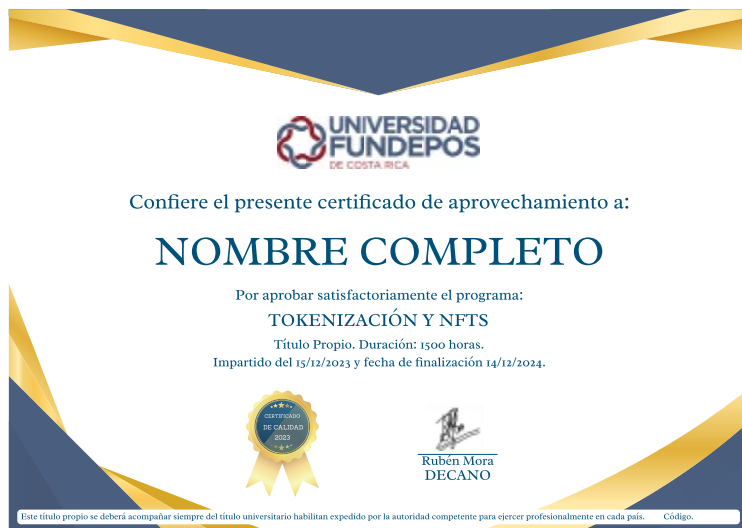 UNIVERSIDAD
FUNDEPOS
DE COSTA RICA
Confiere el presente certificado de aprovechamiento a:
NOMBRE COMPLETO
Por aprobar satisfactoriamente el programa:
TOKENIZACIÓN Y NFTS
Título Propio. Duración: 1500 horas.
Impartido del 15/12/2023 y fecha de finalización 14/12/2024.
CERTIFICADO
DE CALIDAD
2023
Rubén Mora
DECANO
Este título propio se deberá acompañar siempre del título universitario habilitan expedido por la autoridad competente para ejercer profesionalmente en cada país. Código.